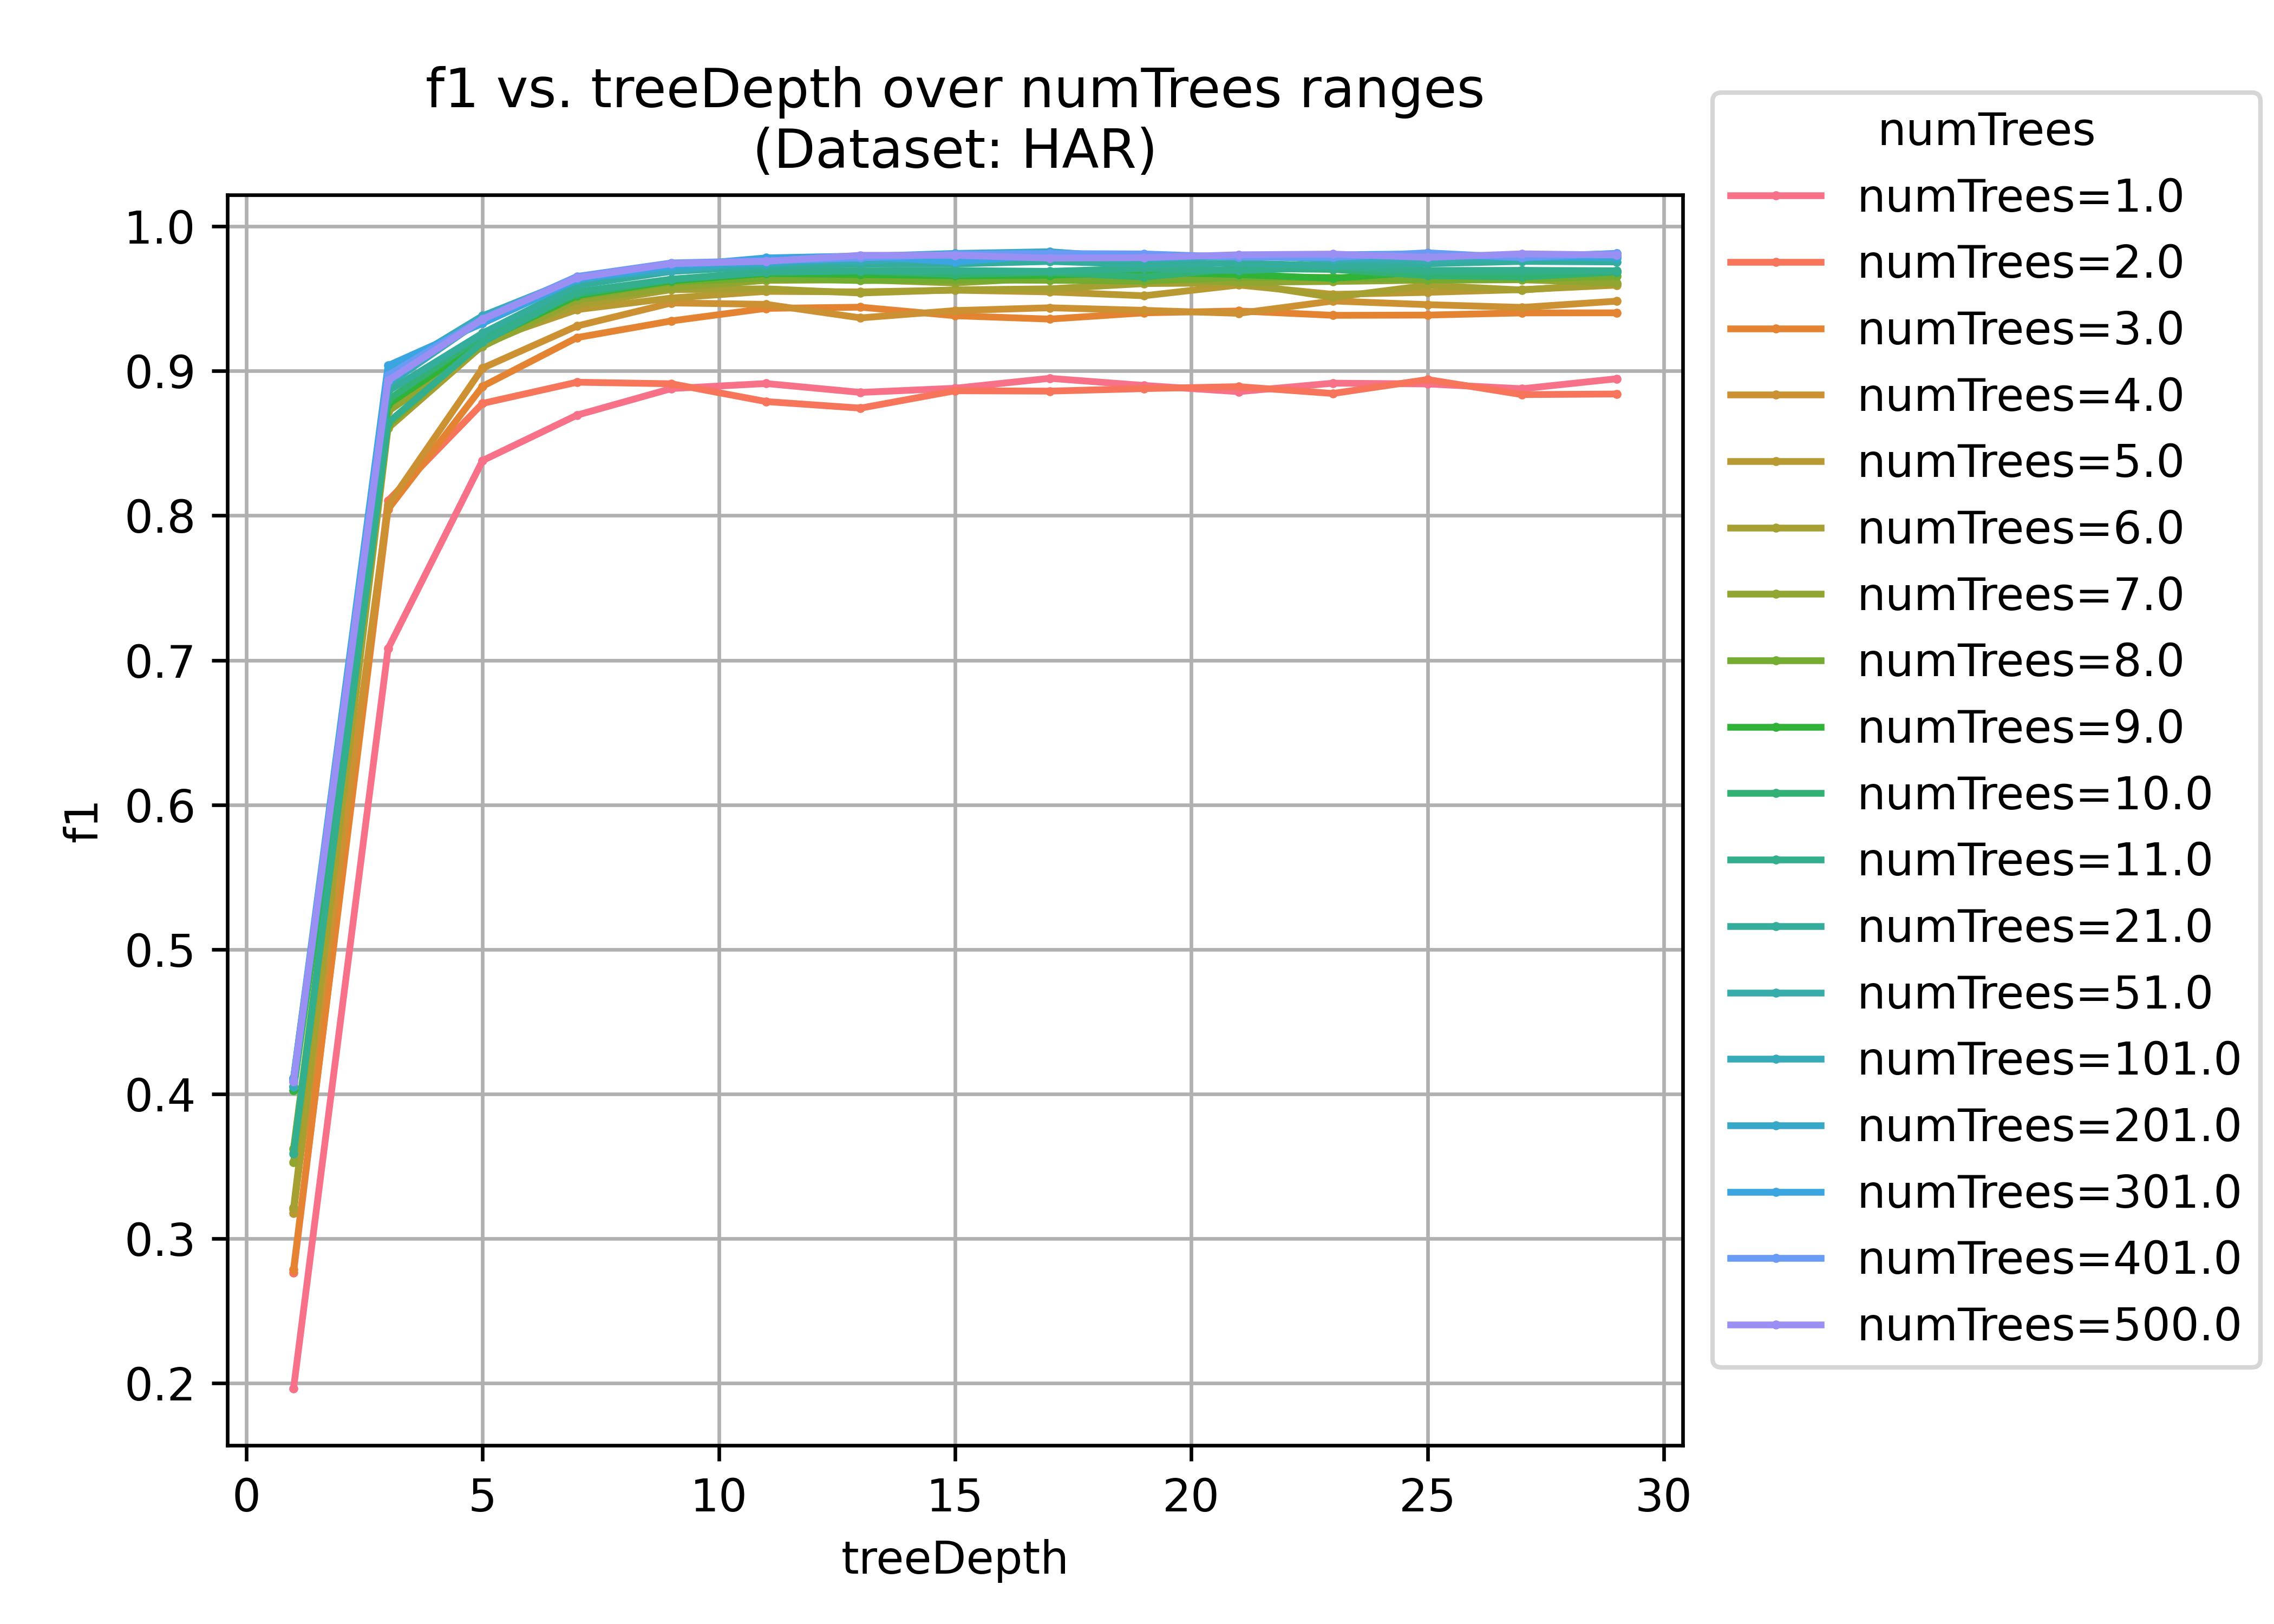 f1 vs. treeDepth over numTrees ranges
(Dataset: HAR)
numTrees
numTrees=1.0
numTrees=2.0
numTrees=3.0
numTrees=4.0
numTrees=5.0
numTrees=6.0
numTrees=7.0
numTrees=8.0
numTrees=9.0
numTrees=10.0
numTrees=11.0
numTrees=21.0
numTrees=51.0
numTrees=101.0
numTrees=201.0
numTrees=301.0
numTrees=401.0
numTrees=500.0
f1
1.0
0.9
0.8
0.7
0.6
0.5
0.4
0.3
0.2
0 5 10 15 20 25 30
treeDepth